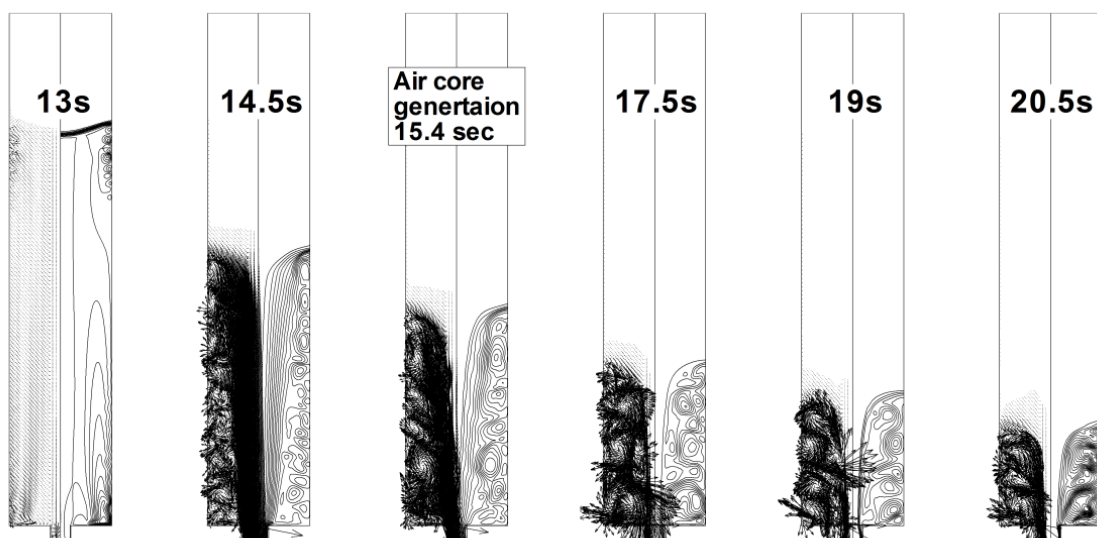 13s
14.5s
Air core
genertaion
15.4 sec
17.5s
19s
20.5s